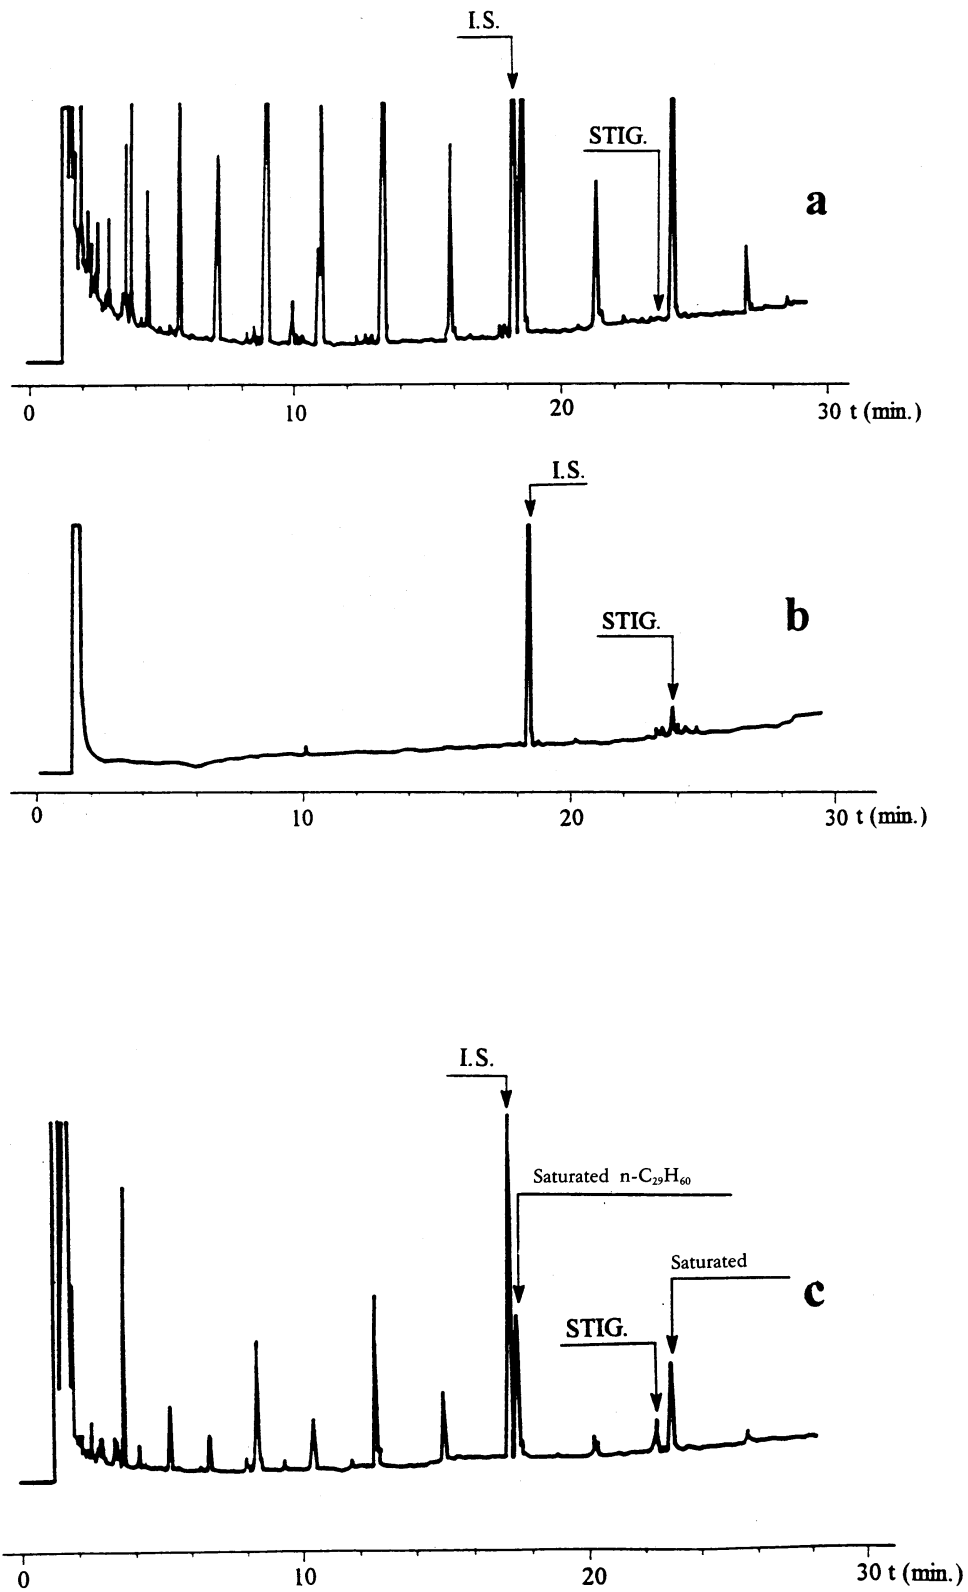 I.S.
STIG.
a
0 10 20 30 t (min.)
I.S.
STIG.
b
0 10 20 30 t (min.)
I.S.
Saturated n-C₂₉H₆₀
Saturated
STIG.
c
0 10 20 30 t (min.)